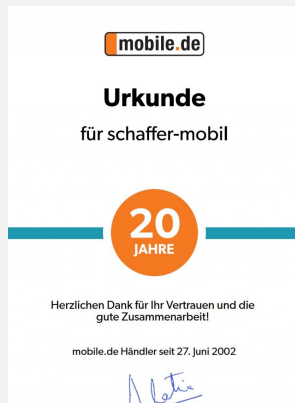 mobile.de
Urkunde
für schaffer-mobil
20
JAHRE
Herzlichen Dank für Ihr Vertrauen und die
gute Zusammenarbeit!
mobile.de Händler seit 27. Juni 2002